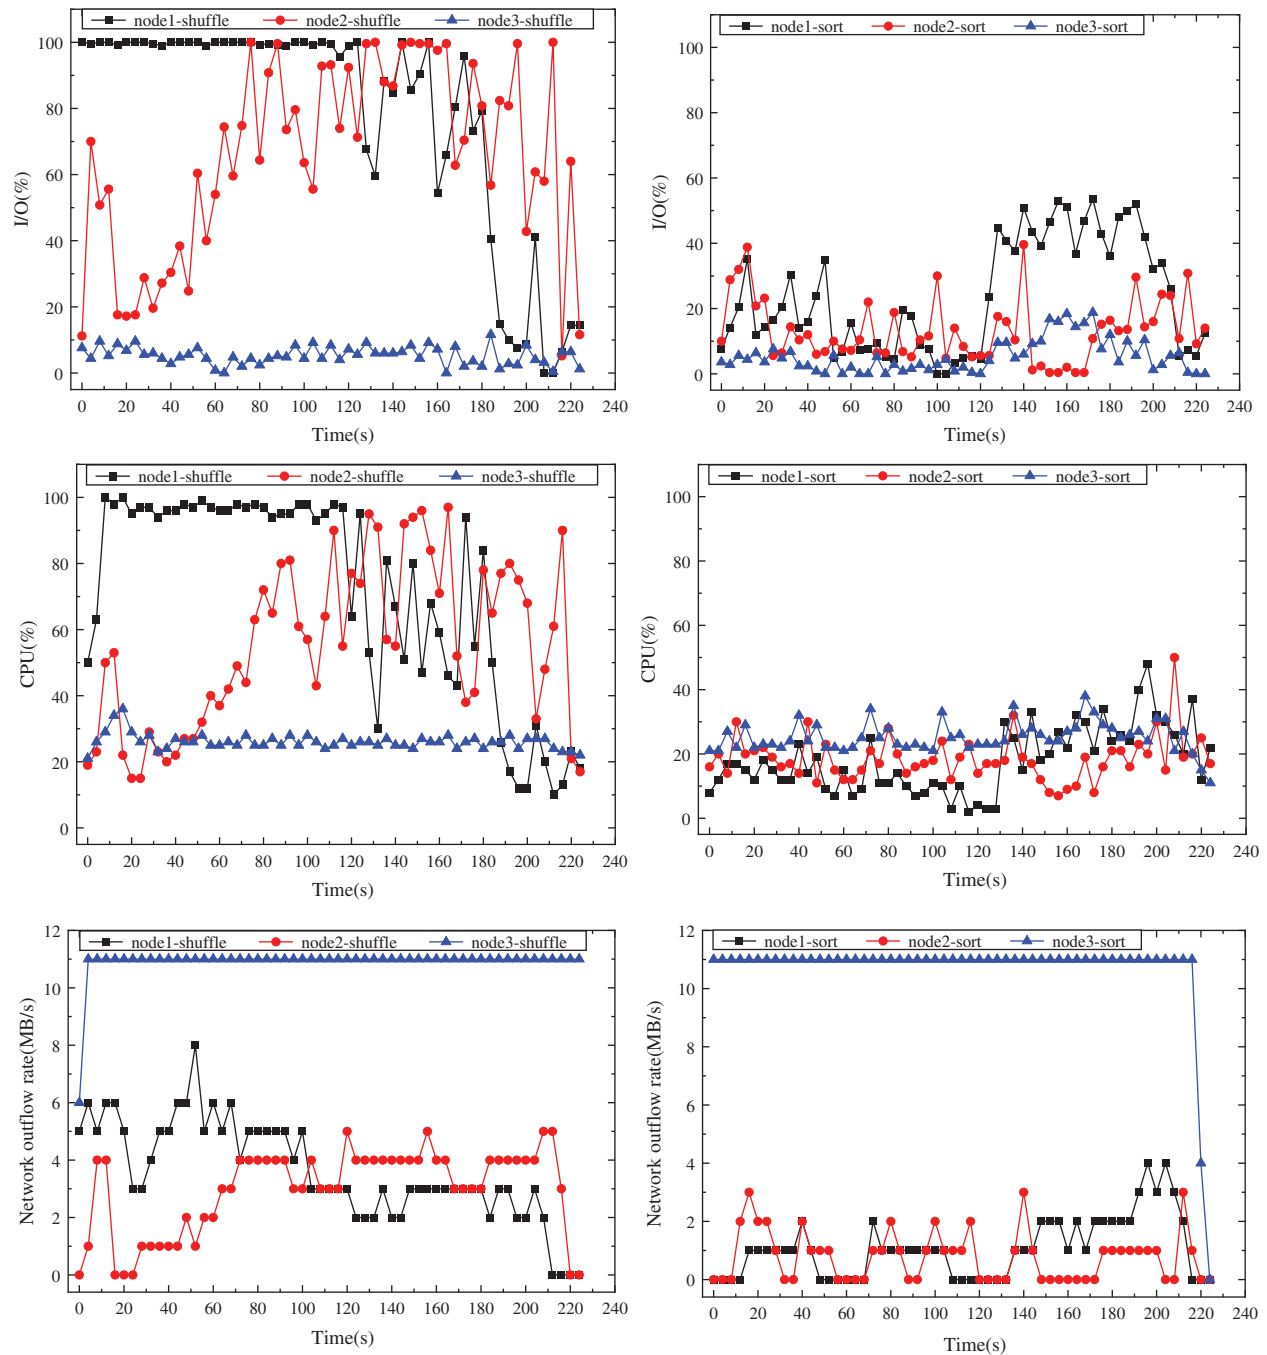 node1-shuffle node2-shuffle node3-shuffle
100
80
60
40
20
0
I/O(%)
0 20 40 60 80 100 120 140 160 180 200 220 240
Time(s)
node1-sort node2-sort node3-sort
100
80
60
40
20
0
I/O(%)
0 20 40 60 80 100 120 140 160 180 200 220 240
Time(s)
node1-shuffle node2-shuffle node3-shuffle
100
80
60
40
20
0
CPU(%)
0 20 40 60 80 100 120 140 160 180 200 220 240
Time(s)
node1-sort node2-sort node3-sort
100
80
60
40
20
0
CPU(%)
0 20 40 60 80 100 120 140 160 180 200 220 240
Time(s)
node1-shuffle node2-shuffle node3-shuffle
12
10
8
6
4
2
0
Network outflow rate(MB/s)
0 20 40 60 80 100 120 140 160 180 200 220 240
Time(s)
node1-sort node2-sort node3-sort
12
10
8
6
4
2
0
Network outflow rate(MB/s)
0 20 40 60 80 100 120 140 160 180 200 220 240
Time(s)